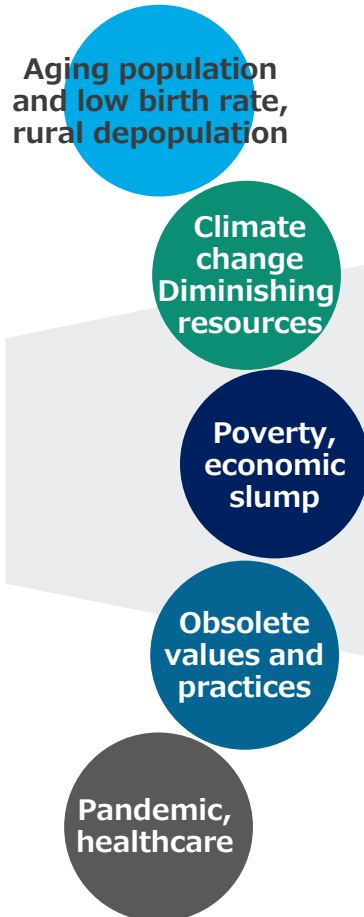 Aging population
and low birth rate,
rural depopulation
Climate
change
Diminishing
resources
Poverty,
economic
slump
Obsolete
values and
practices
Pandemic,
healthcare